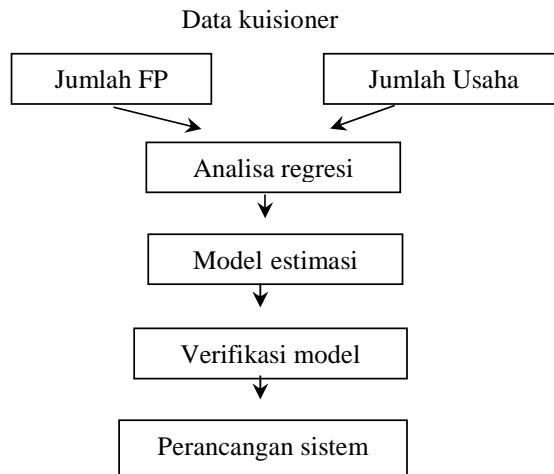 Data kuisioner
Jumlah FP
Jumlah Usaha
Analisa regresi
Model estimasi
Verifikasi model
Perancangan sistem